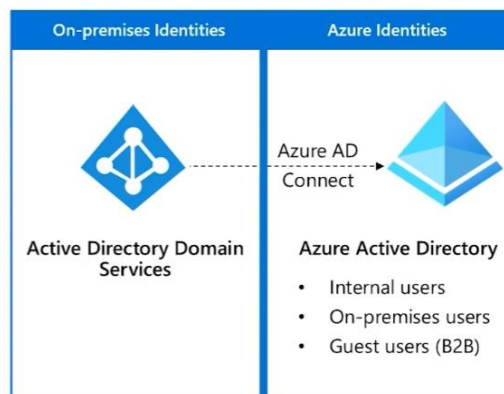 On-premises Identities
Azure Identities
Azure AD
Connect
Active Directory Domain
Services
Azure Active Directory
• Internal users
• On-premises users
• Guest users (B2B)